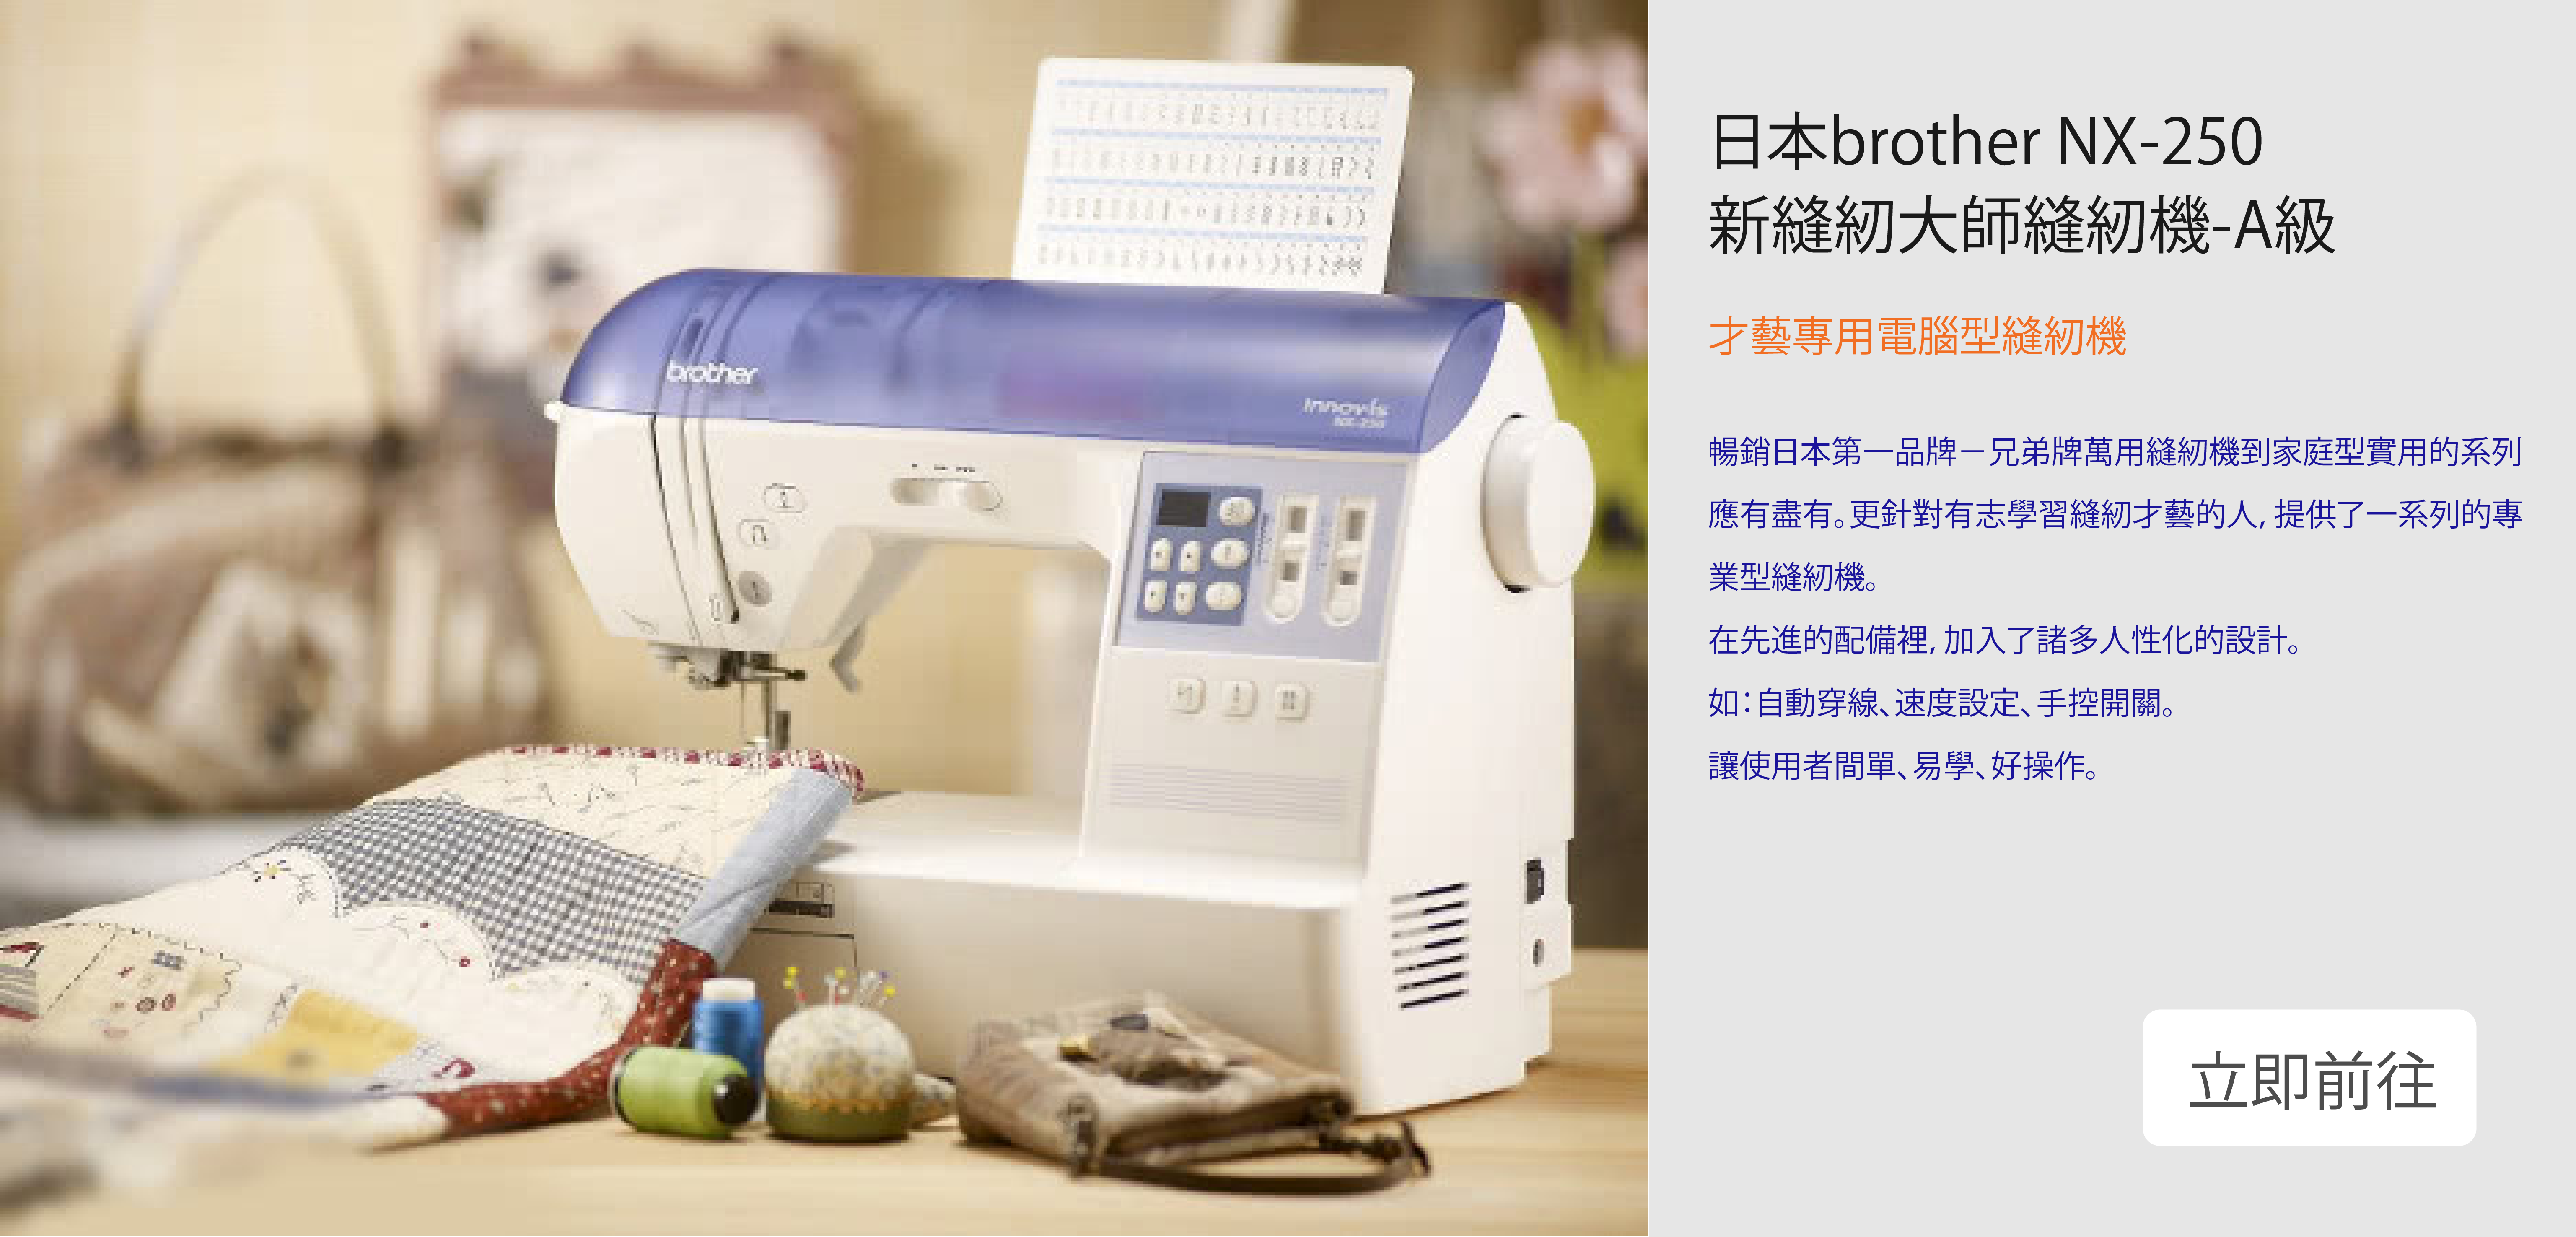 brother
Innov-is
NX-250
日本brother NX-250
新縫紉大師縫紉機-A級
才藝專用電腦型縫紉機
暢銷日本第一品牌－兄弟牌萬用縫紉機到家庭型實用的系列
應有盡有。更針對有志學習縫紉才藝的人, 提供了一系列的專
業型縫紉機。
在先進的配備裡, 加入了諸多人性化的設計。
如：自動穿線、速度設定、手控開關。
讓使用者間單、易學、好操作。
立即前往